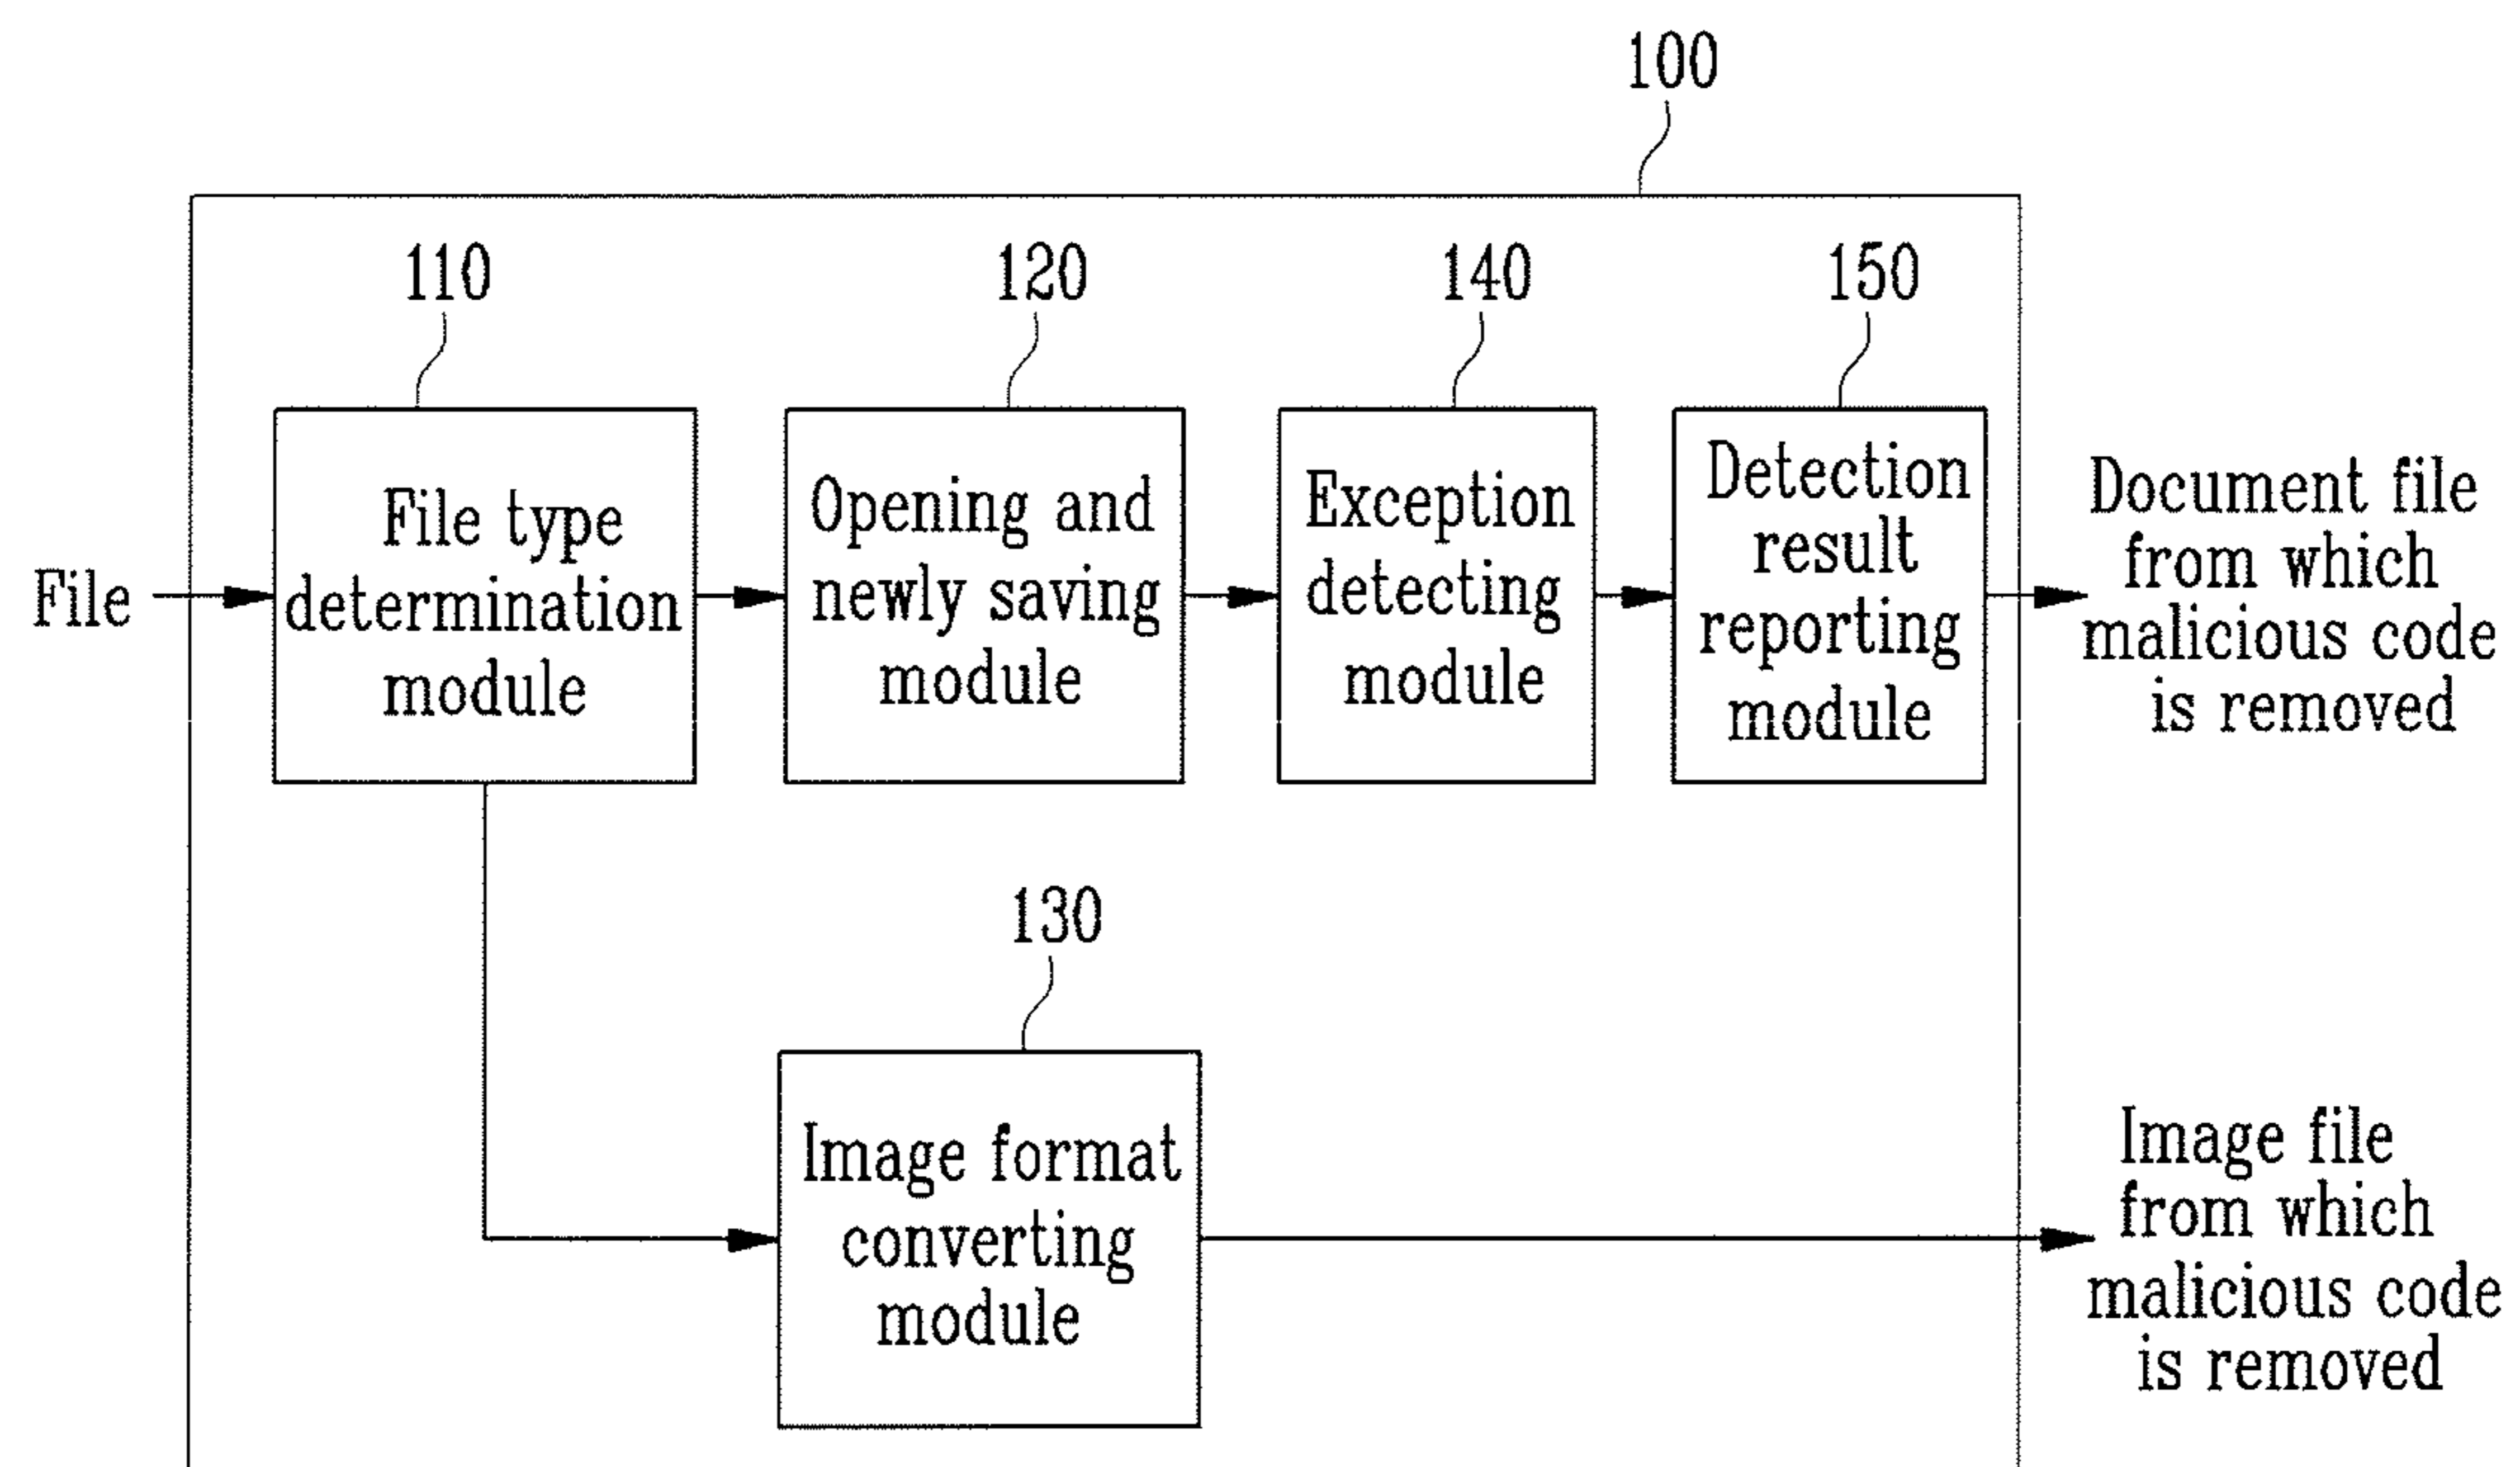 100
110
120
140
150
File
File type
determination
module
Opening and
newly saving
module
Exception
detecting
module
Detection
result
reporting
module
Document file
from which
malicious code
is removed
130
Image format
converting
module
Image file
from which
malicious code
is removed